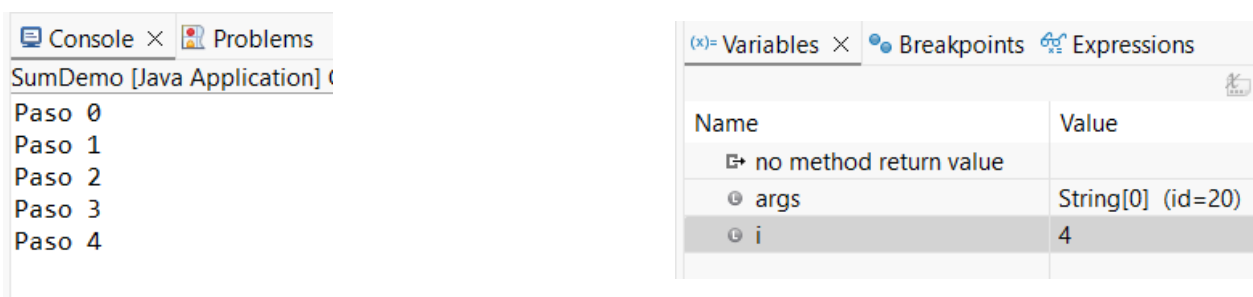 Console Problems
SumDemo [Java Application]
Paso 0
Paso 1
Paso 2
Paso 3
Paso 4
(x)= Variables Breakpoints Expressions
Name Value
no method return value
args String[0] (id=20)
i 4